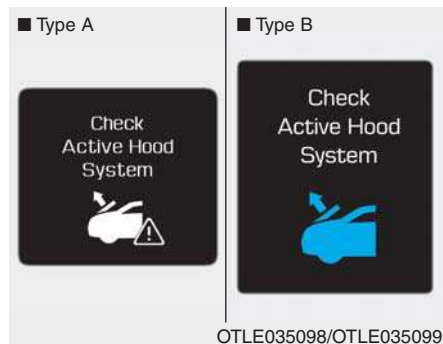 ■ Type A
Check
Active Hood
System
■ Type B
Check
Active Hood
System
OTLE035098/OTLE035099